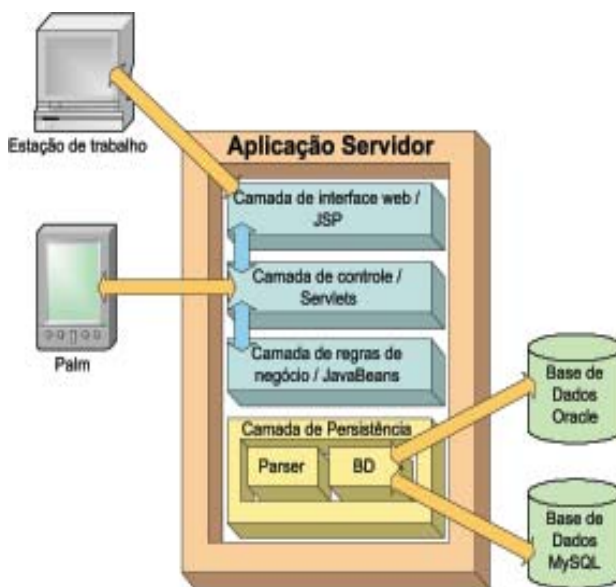 Estação de trabalho
Aplicação Servidor
Camada de interface web /
JSP
Camada de controle /
Servlets
Palm
Camada de regras de
negócio / JavaBeans
Camada de Persistência
Parser
BD
Base de
Dados
Oracle
Base de
Dados
MySQL